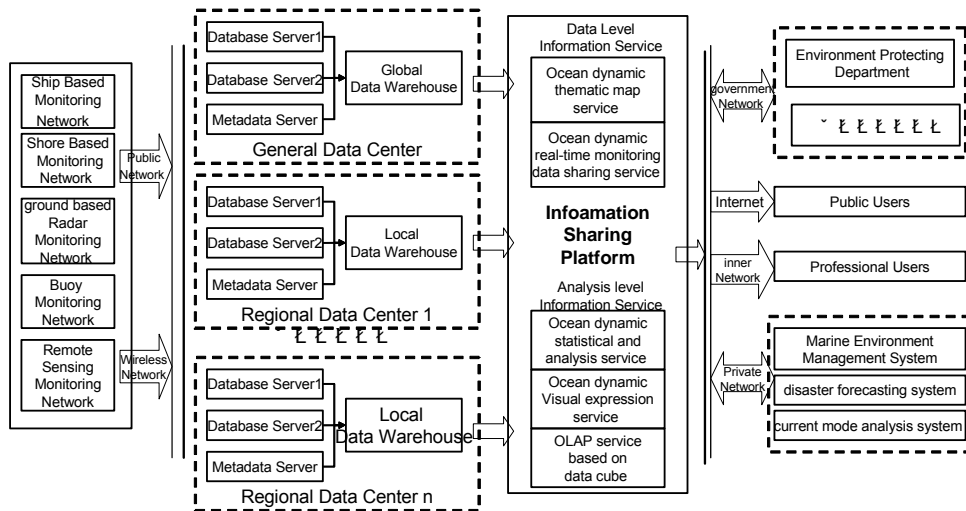 Ship Based
Monitoring
Network
Shore Based
Monitoring
Network
ground based
Radar
Monitoring
Network
Buoy
Monitoring
Network
Remote
Sensing
Monitoring
Network
Public
Network
Wireless
Network
Database Server1
Database Server2
Metadata Server
Global
Data Warehouse
General Data Center
Database Server1
Database Server2
Metadata Server
Local
Data Warehouse
Regional Data Center 1
Ł Ł Ł Ł Ł
Database Server1
Database Server2
Metadata Server
Local
Data Warehouse
Regional Data Center n
Data Level
Information Service
Ocean dynamic
thematic map
service
Ocean dynamic
real-time monitoring
data sharing service
Infoamation
Sharing
Platform
Analysis level
Information Service
Ocean dynamic
statistical and
analysis service
Ocean dynamic
Visual expression
service
OLAP service
based on
data cube
government
Network
Internet
inner
Network
Private
Network
Environment Protecting
Department
ˇ Ł Ł Ł Ł Ł Ł
Public Users
Professional Users
Marine Environment
Management System
disaster forecasting system
current mode analysis system